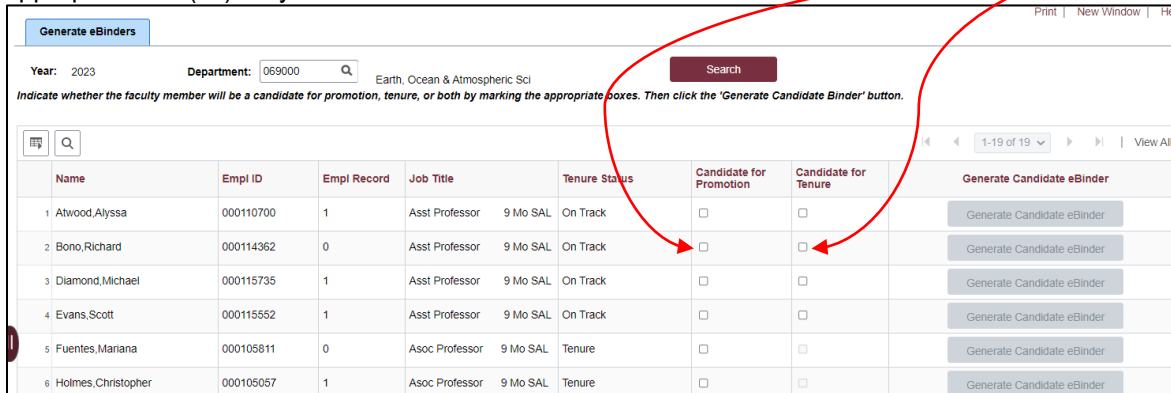 Print | New Window |
Generate eBinders
Year: 2023 Department: 069000 Earth, Ocean & Atmospheric Sci Search
Indicate whether the faculty member will be a candidate for promotion, tenure, or both by marking the appropriate boxes. Then click the 'Generate Candidate Binder' button.
1-19 of 19 | View All
Name Empl ID Empl Record Job Title Tenure Status Candidate for Promotion Candidate for Tenure Generate Candidate eBinder
1 Atwood,Alyssa 000110700 1 Asst Professor 9 Mo SAL On Track Generate Candidate eBinder
2 Bono,Richard 000114362 0 Asst Professor 9 Mo SAL On Track Generate Candidate eBinder
3 Diamond,Michael 000115735 1 Asst Professor 9 Mo SAL On Track Generate Candidate eBinder
4 Evans,Scott 000115552 1 Asst Professor 9 Mo SAL On Track Generate Candidate eBinder
5 Fuentes,Mariana 000105811 0 Asoc Professor 9 Mo SAL Tenure Generate Candidate eBinder
6 Holmes,Christopher 000105057 1 Asoc Professor 9 Mo SAL Tenure Generate Candidate eBinder